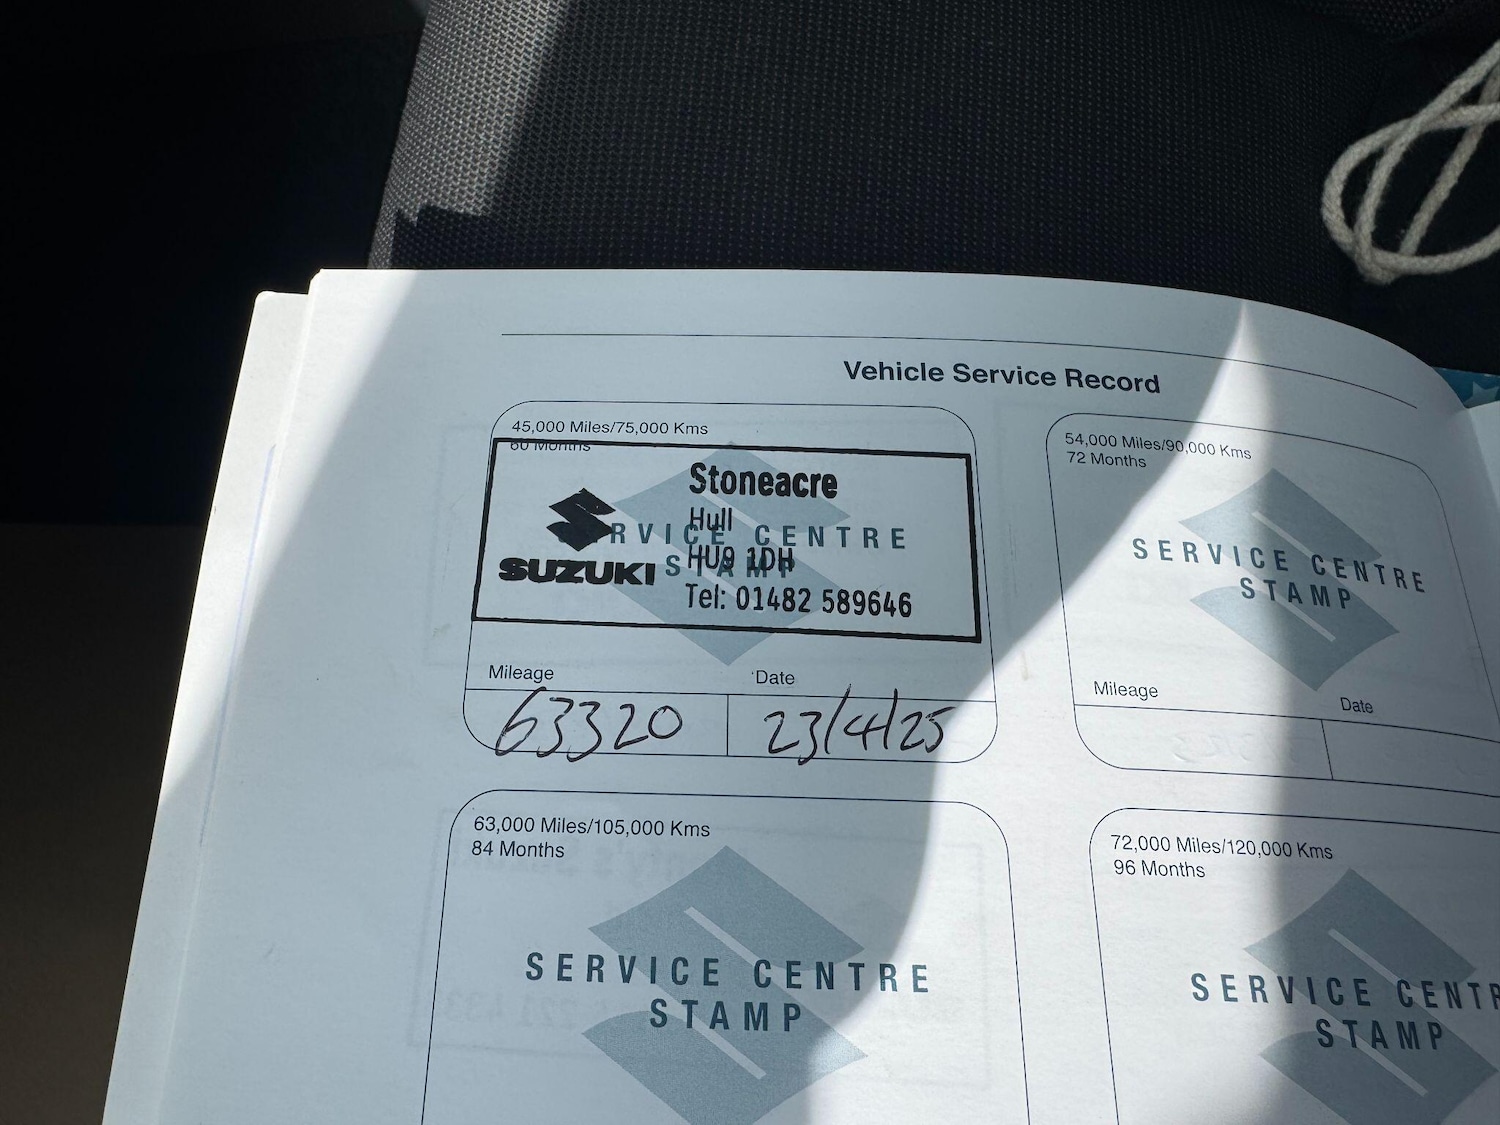 Vehicle Service Record
45,000 Miles/75,000 Kms
60 Months
Stoneacre
Hull
HU9 1DH
Tel: 01482 589646
SUZUKI
SERVICE CENTRE
STAMP
Mileage
Date
63320
23/4/25
54,000 Miles/90,000 Kms
72 Months
SERVICE CENTRE
STAMP
Mileage
Date
63,000 Miles/105,000 Kms
84 Months
SERVICE CENTRE
STAMP
72,000 Miles/120,000 Kms
96 Months
SERVICE CENTR
STAMP